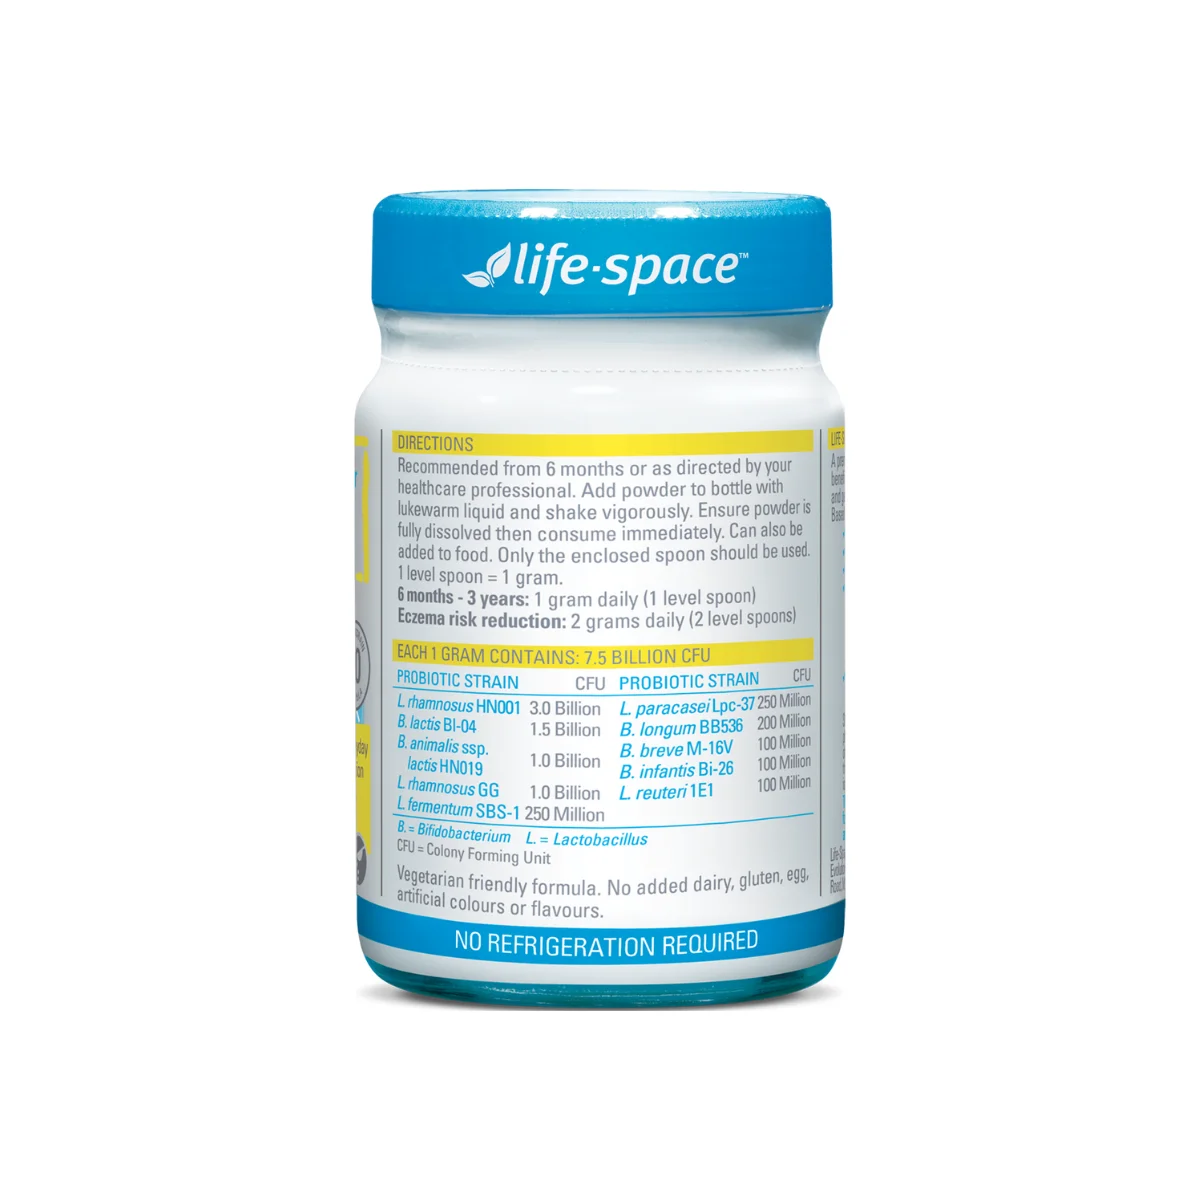 life-space™
DIRECTIONS
Recommended from 6 months or as directed by your
healthcare professional. Add powder to bottle with
lukewarm liquid and shake vigorously. Ensure powder is
fully dissolved then consume immediately. Can also be
added to food. Only the enclosed spoon should be used.
1 level spoon = 1 gram.
6 months - 3 years: 1 gram daily (1 level spoon)
Eczema risk reduction: 2 grams daily (2 level spoons)
EACH 1 GRAM CONTAINS: 7.5 BILLION CFU
PROBIOTIC STRAIN CFU
L. rhamnosus HN001 3.0 Billion
B. lactis BI-04 1.5 Billion
B. animalis ssp.
lactis HN019 1.0 Billion
L. rhamnosus GG 1.0 Billion
L. fermentum SBS-1 250 Million
PROBIOTIC STRAIN CFU
L. paracasei Lpc-37 250 Million
B. longum BB536 200 Million
B. breve M-16V 100 Million
B. infantis Bi-26 100 Million
L. reuteri 1E1 100 Million
B. = Bifidobacterium L. = Lactobacillus
CFU = Colony Forming Unit
Vegetarian friendly formula. No added dairy, gluten, egg,
artificial colours or flavours.
NO REFRIGERATION REQUIRED